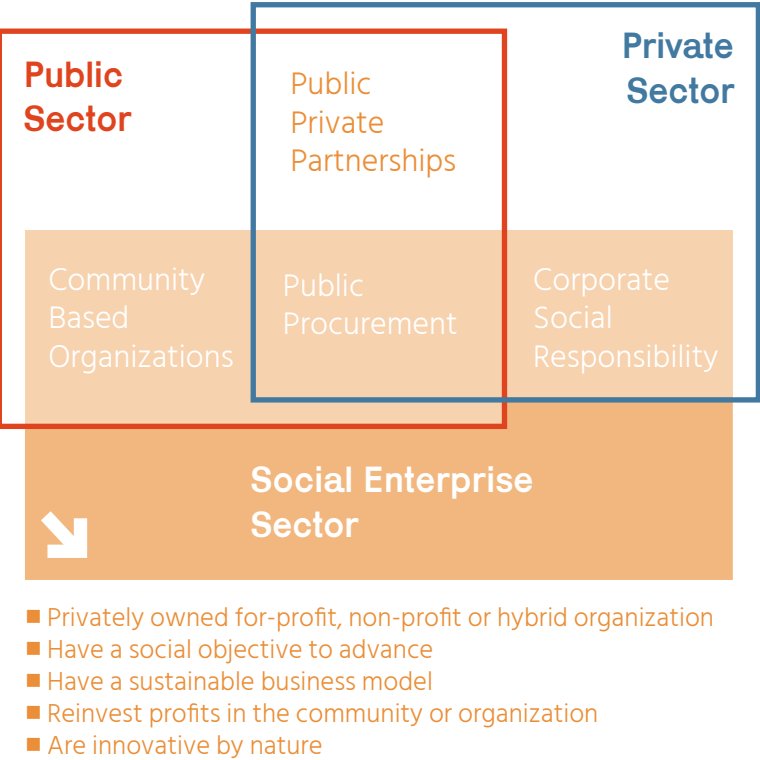 Public
Sector
Public
Private
Partnerships
Private
Sector
Community
Based
Organizations
Public
Procurement
Corporate
Social
Responsibility
Social Enterprise
Sector
Privately owned for-profit, non-profit or hybrid organization
Have a social objective to advance
Have a sustainable business model
Reinvest profits in the community or organization
Are innovative by nature